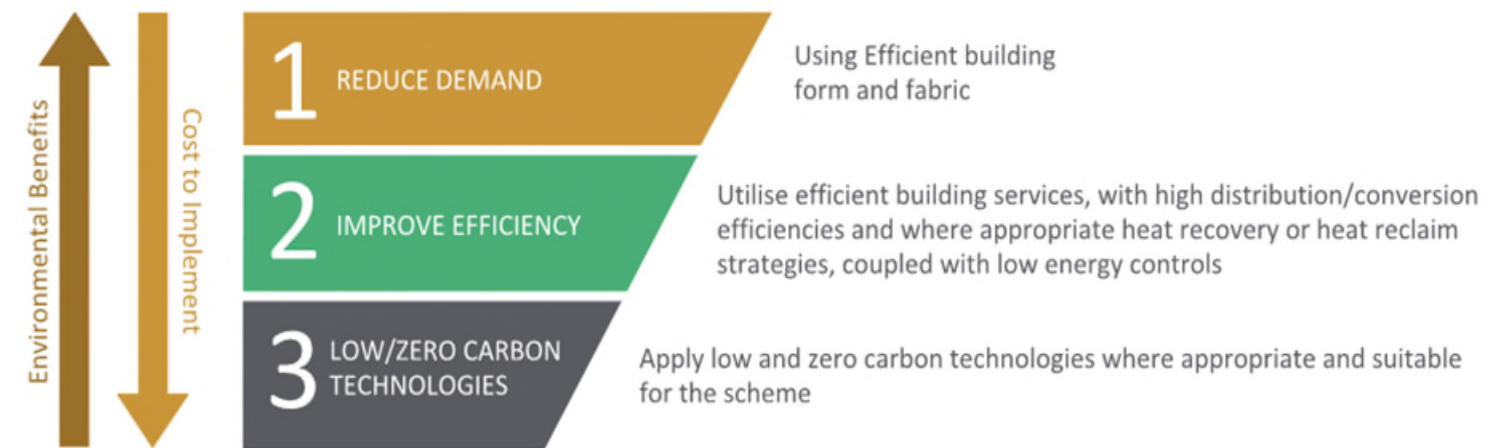 Environmental Benefits
Cost to Implement
1 REDUCE DEMAND
Using Efficient building
form and fabric
2 IMPROVE EFFICIENCY
Utilise efficient building services, with high distribution/conversion
efficiencies and where appropriate heat recovery or heat reclaim
strategies, coupled with low energy controls
3 LOW/ZERO CARBON
TECHNOLOGIES
Apply low and zero carbon technologies where appropriate and suitable
for the scheme